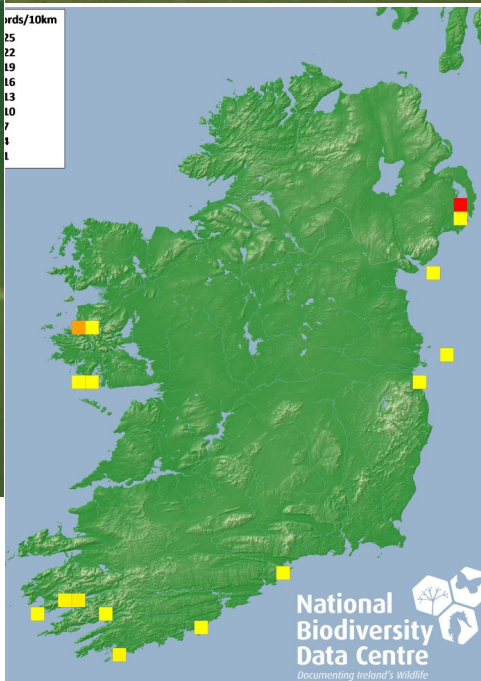 ords/10km
25
22
19
16
13
10
7
4
1
National
Biodiversity
Data Centre
Documenting Ireland's Wildlife